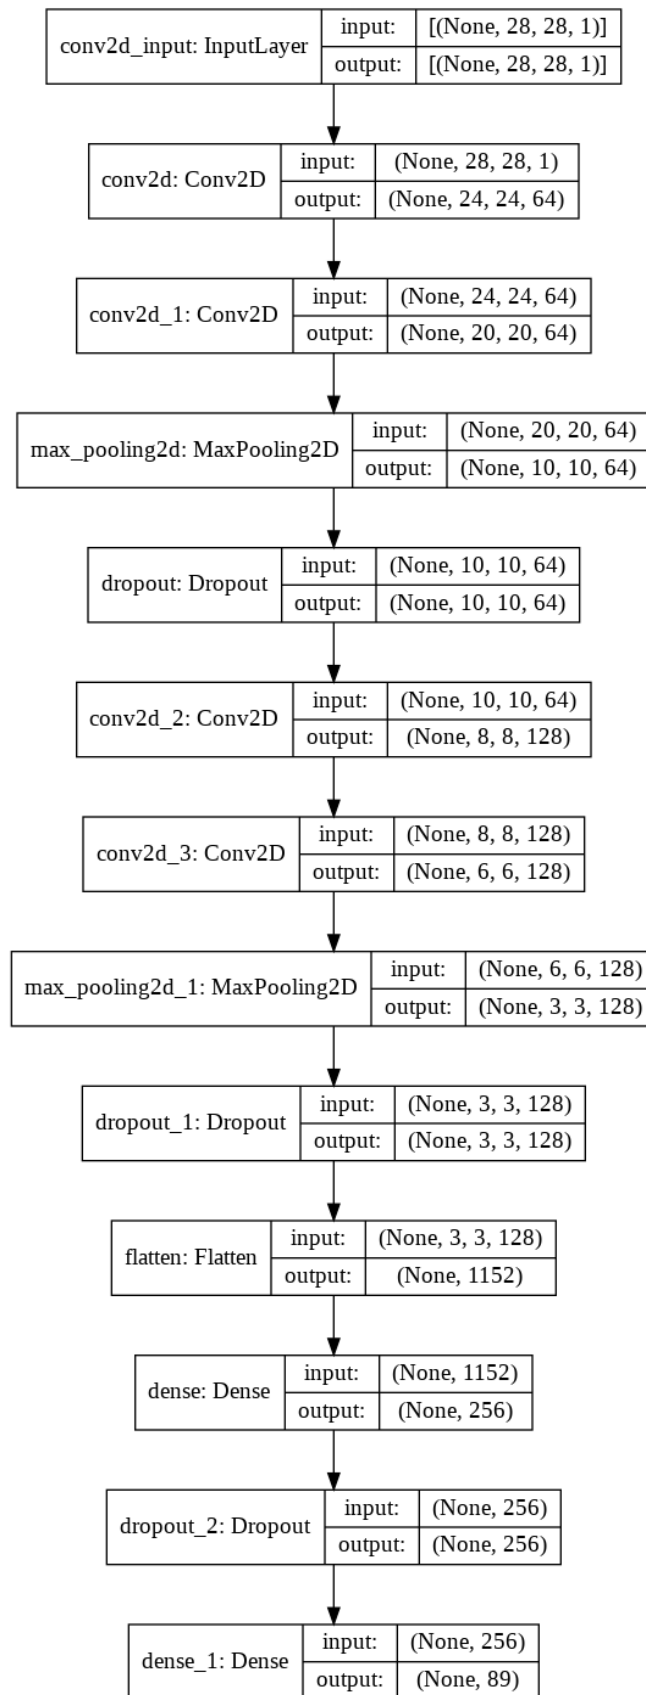 conv2d_input: InputLayer
input: [(None, 28, 28, 1)]
output: [(None, 28, 28, 1)]
conv2d: Conv2D
input: (None, 28, 28, 1)
output: (None, 24, 24, 64)
conv2d_1: Conv2D
input: (None, 24, 24, 64)
output: (None, 20, 20, 64)
max_pooling2d: MaxPooling2D
input: (None, 20, 20, 64)
output: (None, 10, 10, 64)
dropout: Dropout
input: (None, 10, 10, 64)
output: (None, 10, 10, 64)
conv2d_2: Conv2D
input: (None, 10, 10, 64)
output: (None, 8, 8, 128)
conv2d_3: Conv2D
input: (None, 8, 8, 128)
output: (None, 6, 6, 128)
max_pooling2d_1: MaxPooling2D
input: (None, 6, 6, 128)
output: (None, 3, 3, 128)
dropout_1: Dropout
input: (None, 3, 3, 128)
output: (None, 3, 3, 128)
flatten: Flatten
input: (None, 3, 3, 128)
output: (None, 1152)
dense: Dense
input: (None, 1152)
output: (None, 256)
dropout_2: Dropout
input: (None, 256)
output: (None, 256)
dense_1: Dense
input: (None, 256)
output: (None, 89)